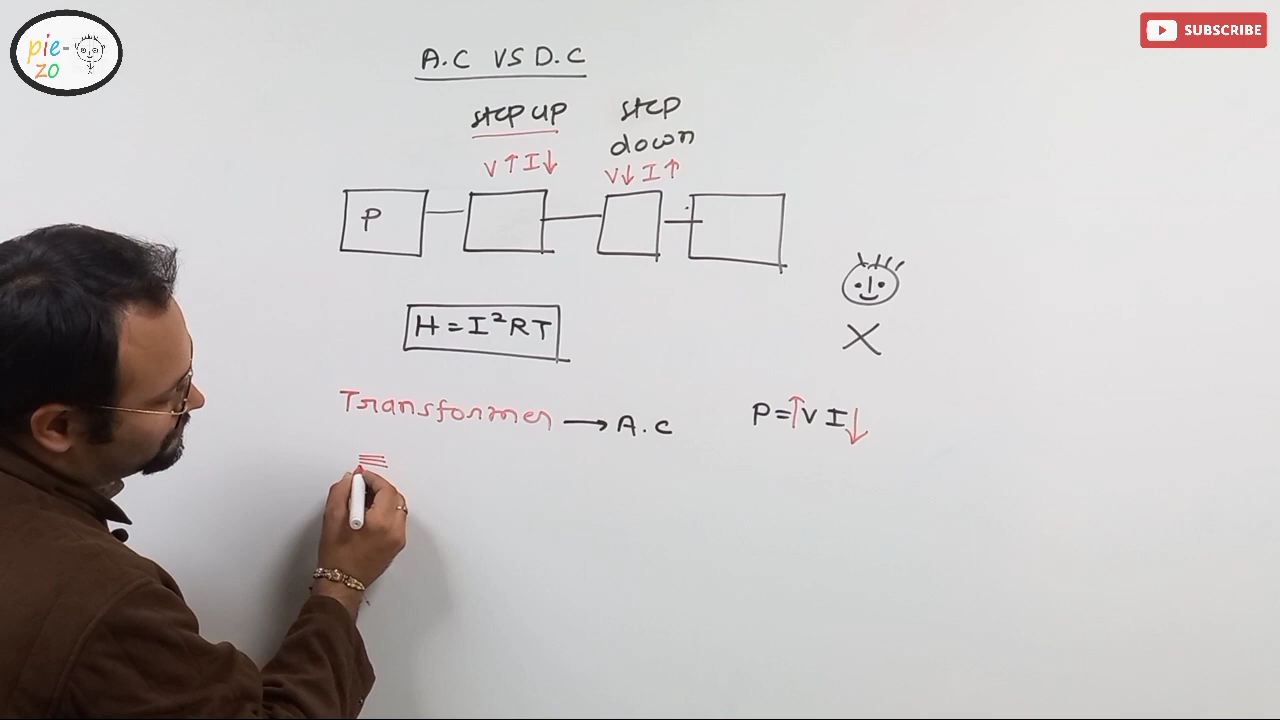 pie-
zo
SUBSCRIBE
A.C VS D.C
step up
step
down
V↑ I↓
V↓ I↑
P
H = I²RT
Transformer → A.C
P = ↑V I↓